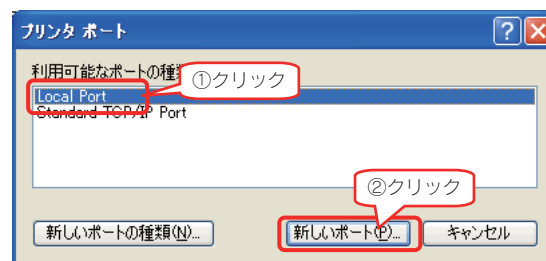 プリンタ ポート
利用可能なポートの種
①クリック
Local Port
Standard TCP/IP Port
②クリック
新しいポートの種類(N)...
新しいポート(P)...
キャンセル